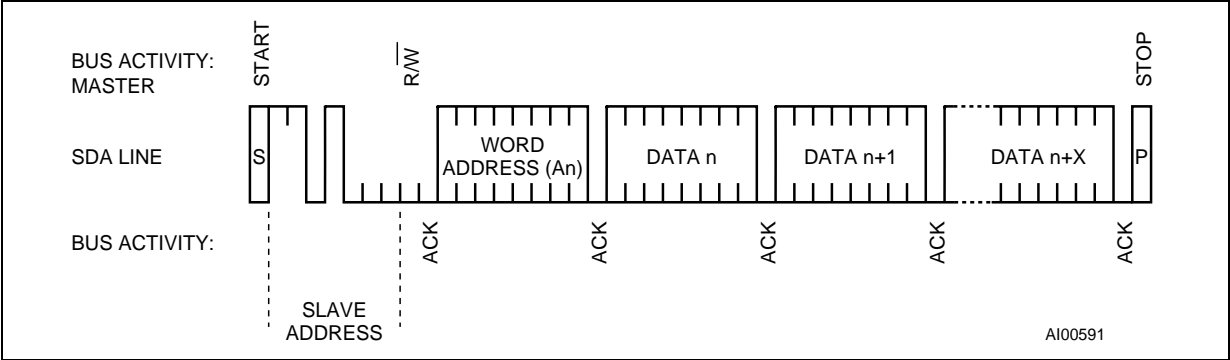 BUS ACTIVITY:
MASTER
START
R/W
STOP
SDA LINE
S
WORD
ADDRESS (An)
DATA n
DATA n+1
DATA n+X
P
BUS ACTIVITY:
ACK
ACK
ACK
ACK
ACK
SLAVE
ADDRESS
AI00591